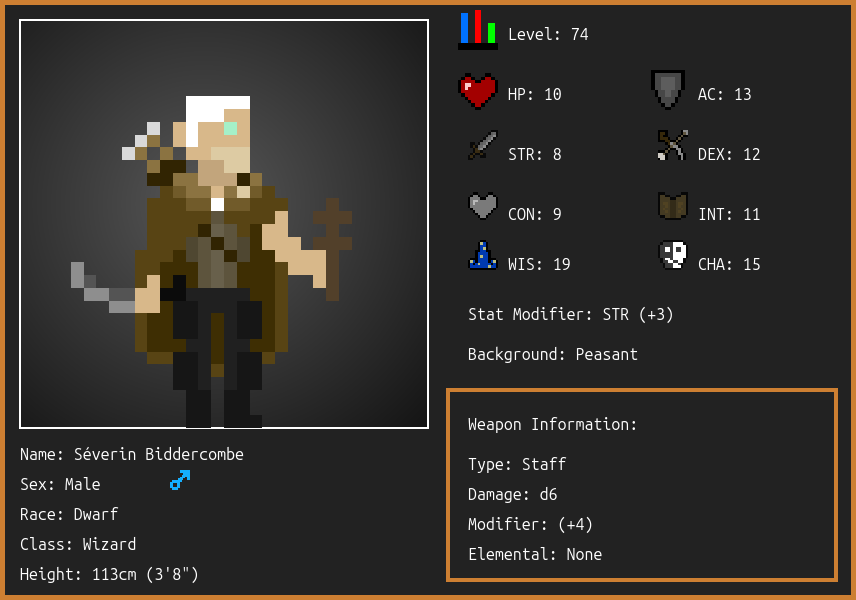 Level: 74
HP: 10
AC: 13
STR: 8
DEX: 12
CON: 9
INT: 11
WIS: 19
CHA: 15
Stat Modifier: STR (+3)
Background: Peasant
Weapon Information:
Type: Staff
Damage: d6
Modifier: (+4)
Elemental: None
Name: Séverin Biddercombe
Sex: Male
Race: Dwarf
Class: Wizard
Height: 113cm (3'8")